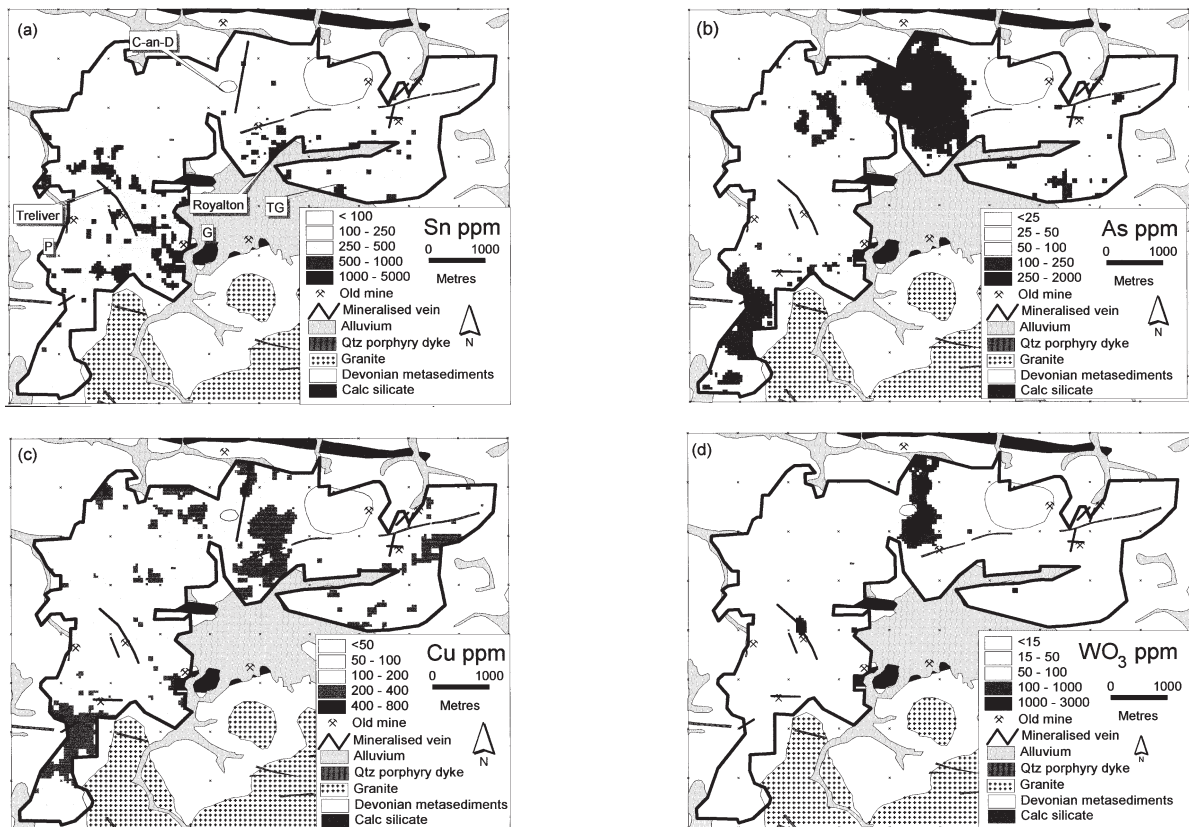 (a)
C-an-D
Treliver
Royalton
TG
P
G
Sn ppm
< 100
100 - 250
250 - 500
500 - 1000
1000 - 5000
0 1000
Metres
Old mine
Mineralised vein
Alluvium
Qtz porphyry dyke
Granite
Devonian metasediments
Calc silicate
N
(b)
As ppm
<25
25 - 50
50 - 100
100 - 250
250 - 2000
0 1000
Metres
Old mine
Mineralised vein
Alluvium
Qtz porphyry dyke
Granite
Devonian metasediments
Calc silicate
N
(c)
Cu ppm
<50
50 - 100
100 - 200
200 - 400
400 - 800
0 1000
Metres
Old mine
Mineralised vein
Alluvium
Qtz porphyry dyke
Granite
Devonian metasediments
Calc silicate
N
(d)
WO3 ppm
<15
15 - 50
50 - 100
100 - 1000
1000 - 3000
0 1000
Metres
Old mine
Mineralised vein
Alluvium
Qtz porphyry dyke
Granite
Devonian metasediments
Calc silicate
N